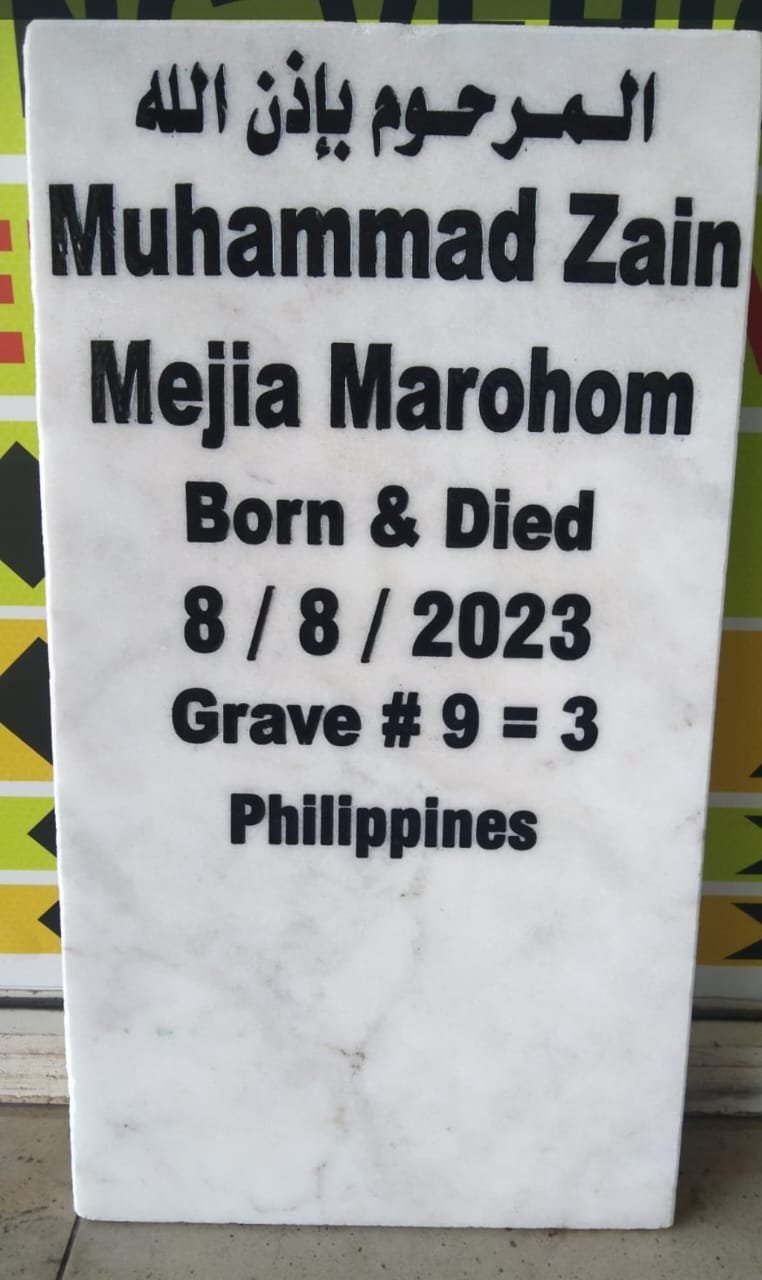 المرحوم بإذن الله
Muhammad Zain
Mejia Marohom
Born & Died
8 / 8 / 2023
Grave # 9 = 3
Philippines